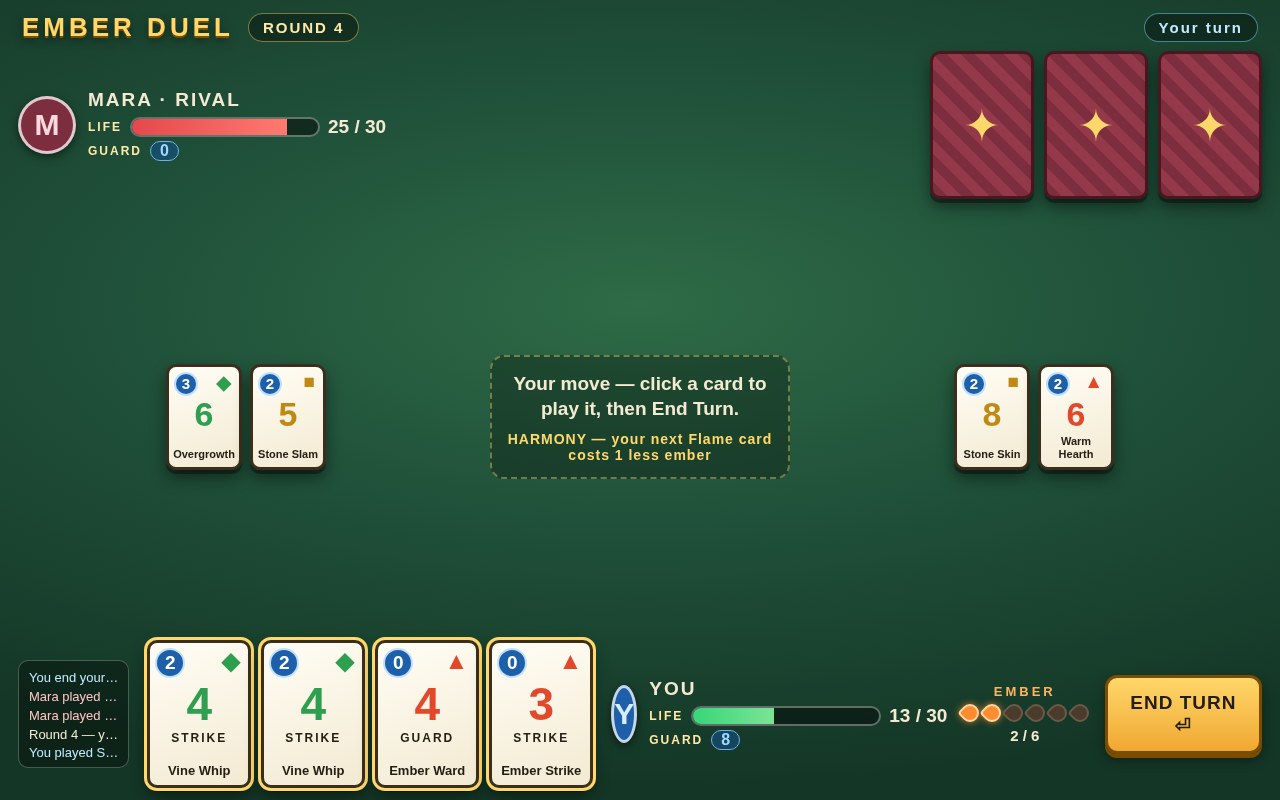 EMBER DUEL
ROUND 4
Your turn
M
MARA · RIVAL
LIFE
25 / 30
GUARD
0
3
6
Overgrowth
2
5
Stone Slam
Your move — click a card to
play it, then End Turn.
HARMONY — your next Flame card
costs 1 less ember
2
8
Stone Skin
2
6
Warm
Hearth
You end your…
Mara played …
Mara played …
Round 4 — y…
You played S…
2
4
STRIKE
Vine Whip
2
4
STRIKE
Vine Whip
0
4
GUARD
Ember Ward
0
3
STRIKE
Ember Strike
Y
YOU
LIFE
13 / 30
GUARD
8
EMBER
2 / 6
END TURN
⏎